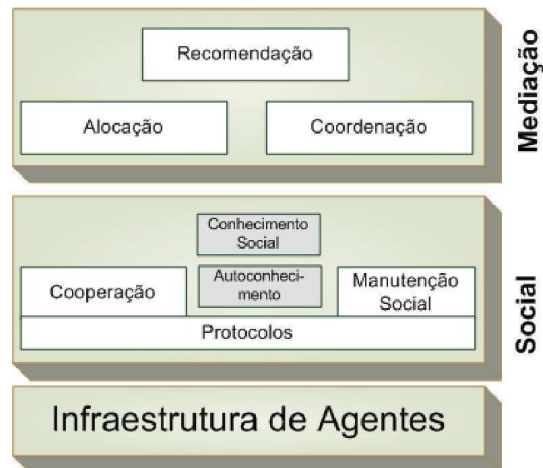 Recomendação
Alocação
Coordenação
Mediação
Conhecimento
Social
Cooperação
Autoconheci-
mento
Manutenção
Social
Protocolos
Social
Infraestrutura de Agentes